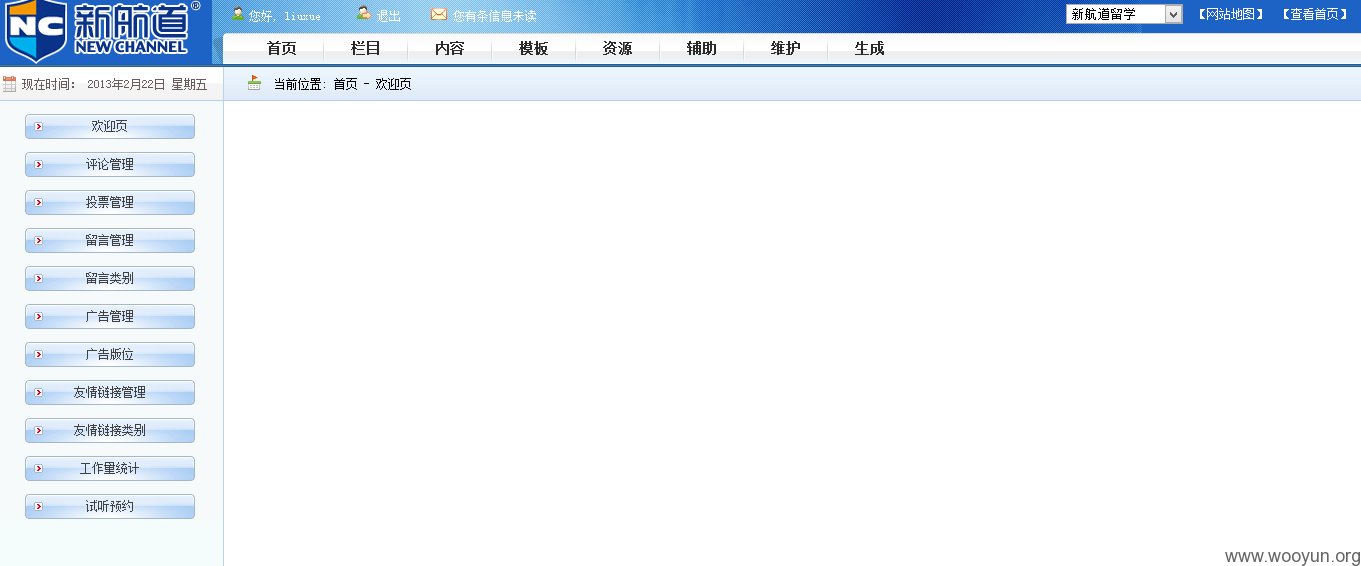 NC 新航道® NEW CHANNEL
您好, liuxue 退出 您有条信息未读 新航道留学 【网站地图】 【查看首页】
首页 栏目 内容 模板 资源 辅助 维护 生成
现在时间： 2013年2月22日 星期五 当前位置: 首页 - 欢迎页
欢迎页
评论管理
投票管理
留言管理
留言类别
广告管理
广告版位
友情链接管理
友情链接类别
工作量统计
试听预约
www.wooyun.org